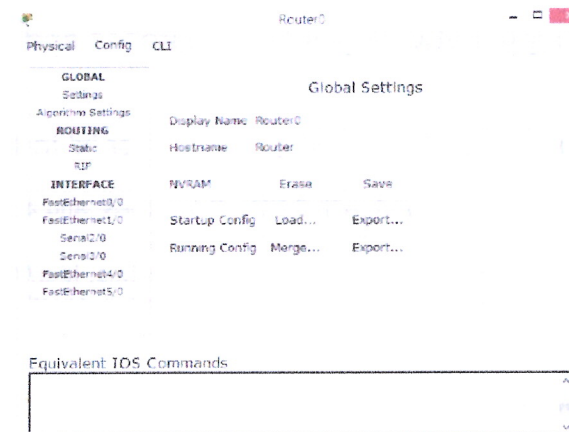 Router0
Physical Config CLI
GLOBAL
Settings
Algorithm Settings
ROUTING
Static
RIP
INTERFACE
FastEthernet0/0
FastEthernet1/0
Serial2/0
Serial3/0
FastEthernet4/0
FastEthernet5/0
Global Settings
Display Name Router0
Hostname Router
NVRAM Erase Save
Startup Config Load... Export...
Running Config Merge... Export...
Equivalent IOS Commands